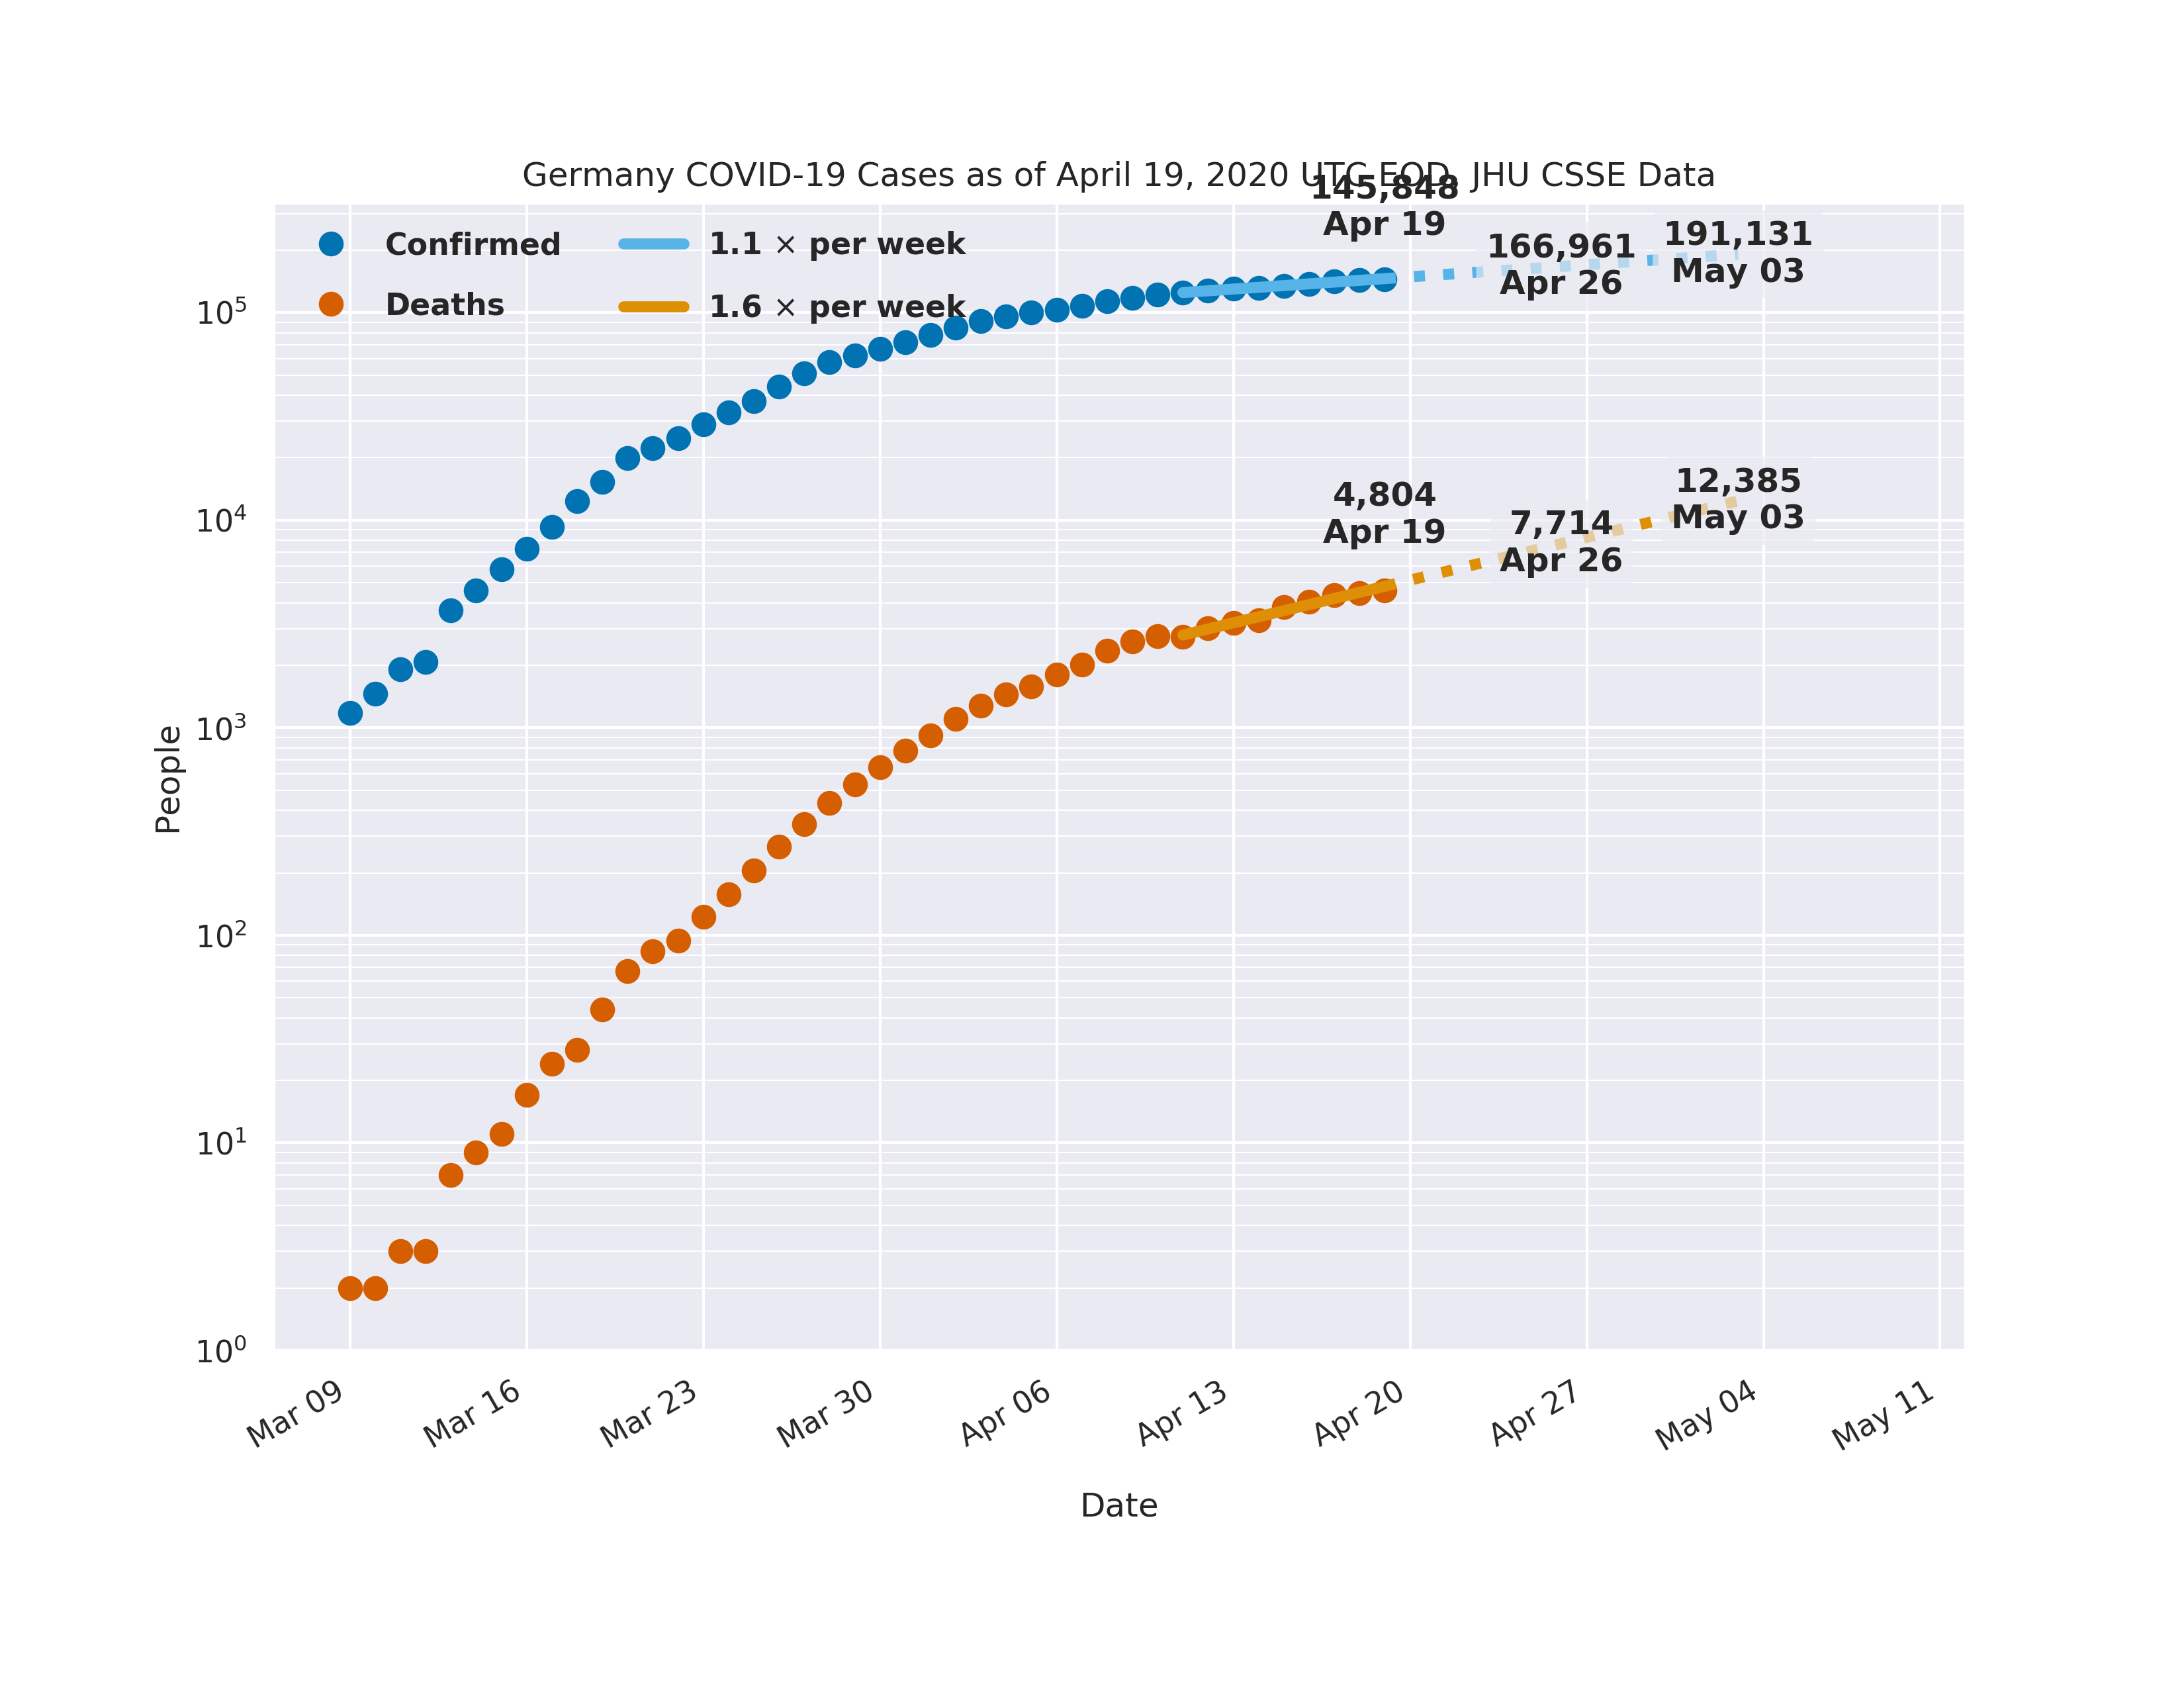 Germany COVID-19 Cases as of April 19, 2020 UTC EOD, JHU CSSE Data
145,848
Apr 19
166,961
Apr 26
191,131
May 03
Confirmed
Deaths
1.1 × per week
1.6 × per week
4,804
Apr 19
7,714
Apr 26
12,385
May 03
People
10⁵
10⁴
10³
10²
10¹
10⁰
Mar 09
Mar 16
Mar 23
Mar 30
Apr 06
Apr 13
Apr 20
Apr 27
May 04
May 11
Date